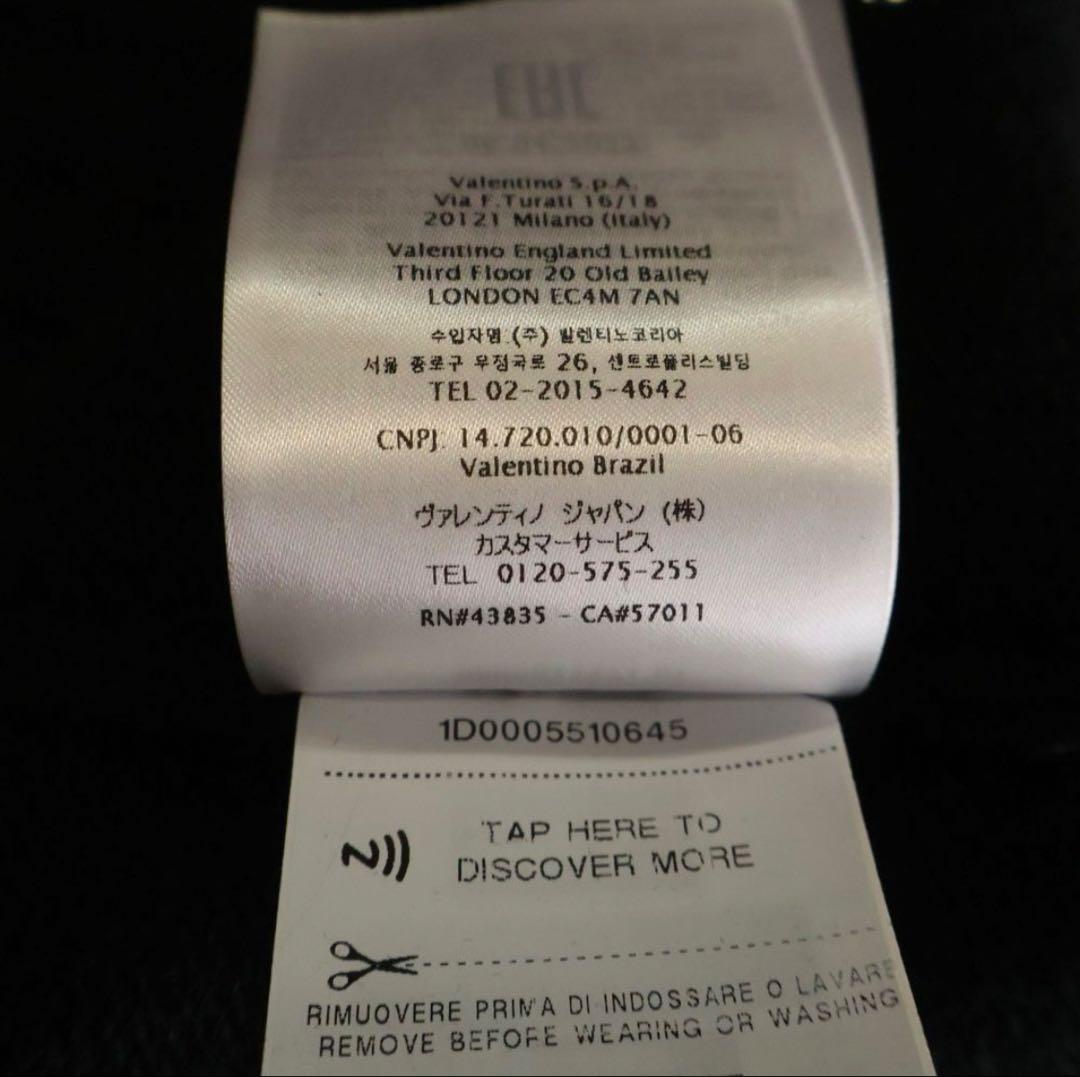 EAC
Valentino S.p.A.
Via F.Turati 16/18
20121 Milano (Italy)
Valentino England Limited
Third Floor 20 Old Bailey
LONDON EC4M 7AN
수입자명:(주) 발렌티노코리아
서울 종로구 우정국로 26, 센트로폴리스빌딩
TEL 02-2015-4642
CNPJ: 14.720.010/0001-06
Valentino Brazil
ヴァレンティノ ジャパン (株)
カスタマーサービス
TEL 0120-575-255
RN#43835 - CA#57011
1D0005510645
TAP HERE TO
DISCOVER MORE
RIMUOVERE PRIMA DI INDOSSARE O LAVARE
REMOVE BEFORE WEARING OR WASHING